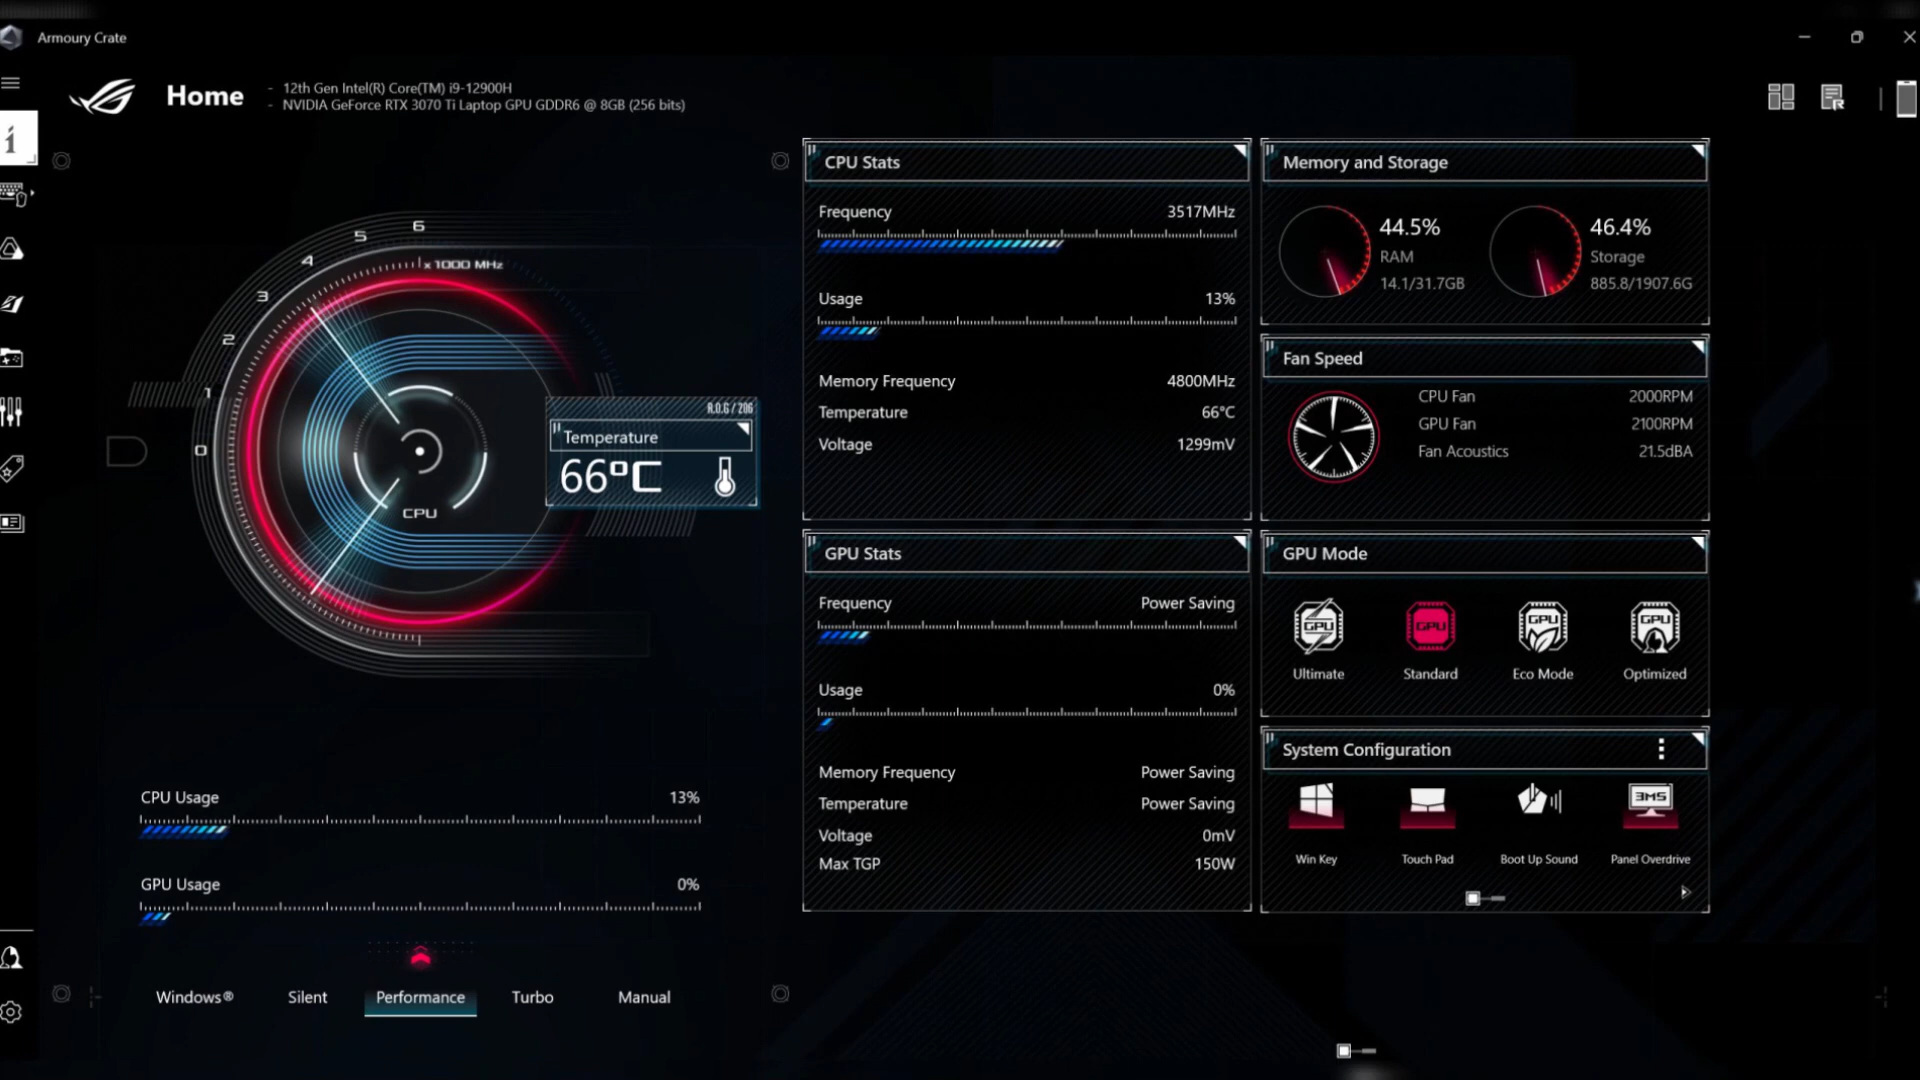 Armoury Crate
Home
- 12th Gen Intel(R) Core(TM) i9-12900H
- NVIDIA GeForce RTX 3070 Ti Laptop GPU GDDR6 @ 8GB (256 bits)
6
5
4
3
2
1
0
x 1000 MHz
CPU
R.O.G / 206
Temperature
66°C
CPU Usage 13%
GPU Usage 0%
Windows® Silent Performance Turbo Manual
CPU Stats
Frequency 3517MHz
Usage 13%
Memory Frequency 4800MHz
Temperature 66°C
Voltage 1299mV
GPU Stats
Frequency Power Saving
Usage 0%
Memory Frequency Power Saving
Temperature Power Saving
Voltage 0mV
Max TGP 150W
Memory and Storage
44.5%
RAM
14.1/31.7GB
46.4%
Storage
885.8/1907.6G
Fan Speed
CPU Fan 2000RPM
GPU Fan 2100RPM
Fan Acoustics 21.5dBA
GPU Mode
GPU GPU GPU GPU
Ultimate Standard Eco Mode Optimized
System Configuration
3MS
Win Key Touch Pad Boot Up Sound Panel Overdrive